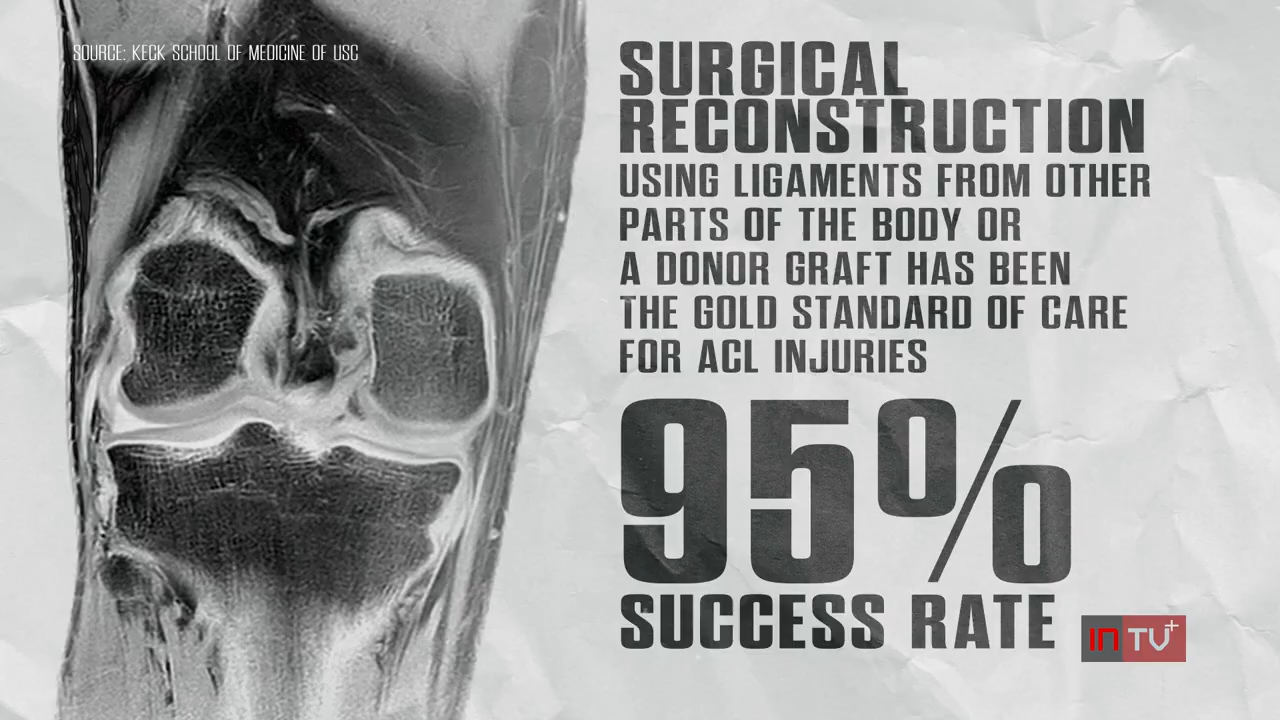 SOURCE: KECK SCHOOL OF MEDICINE OF USC
SURGICAL
RECONSTRUCTION
USING LIGAMENTS FROM OTHER
PARTS OF THE BODY OR
A DONOR GRAFT HAS BEEN
THE GOLD STANDARD OF CARE
FOR ACL INJURIES
95%
SUCCESS RATE
INTV+